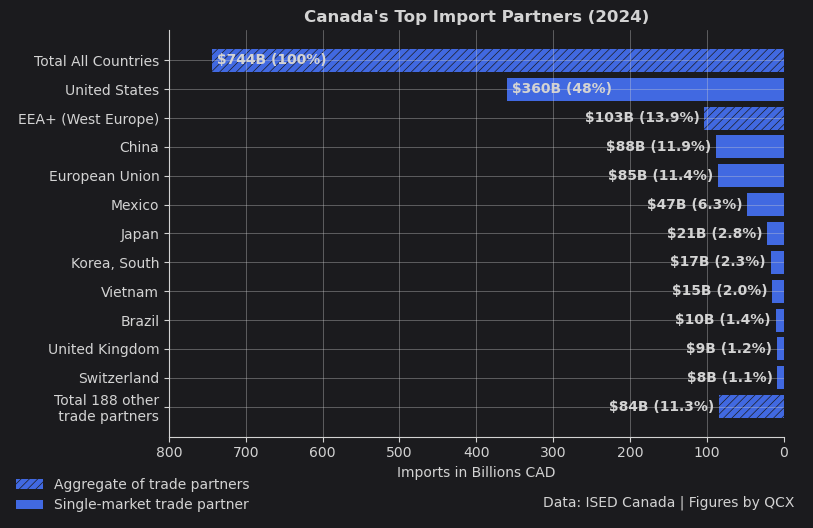 Canada's Top Import Partners (2024)
Total All Countries $744B (100%)
United States $360B (48%)
EEA+ (West Europe) $103B (13.9%)
China $88B (11.9%)
European Union $85B (11.4%)
Mexico $47B (6.3%)
Japan $21B (2.8%)
Korea, South $17B (2.3%)
Vietnam $15B (2.0%)
Brazil $10B (1.4%)
United Kingdom $9B (1.2%)
Switzerland $8B (1.1%)
Total 188 other
trade partners $84B (11.3%)
800 700 600 500 400 300 200 100 0
Imports in Billions CAD
Aggregate of trade partners
Single-market trade partner
Data: ISED Canada | Figures by QCX